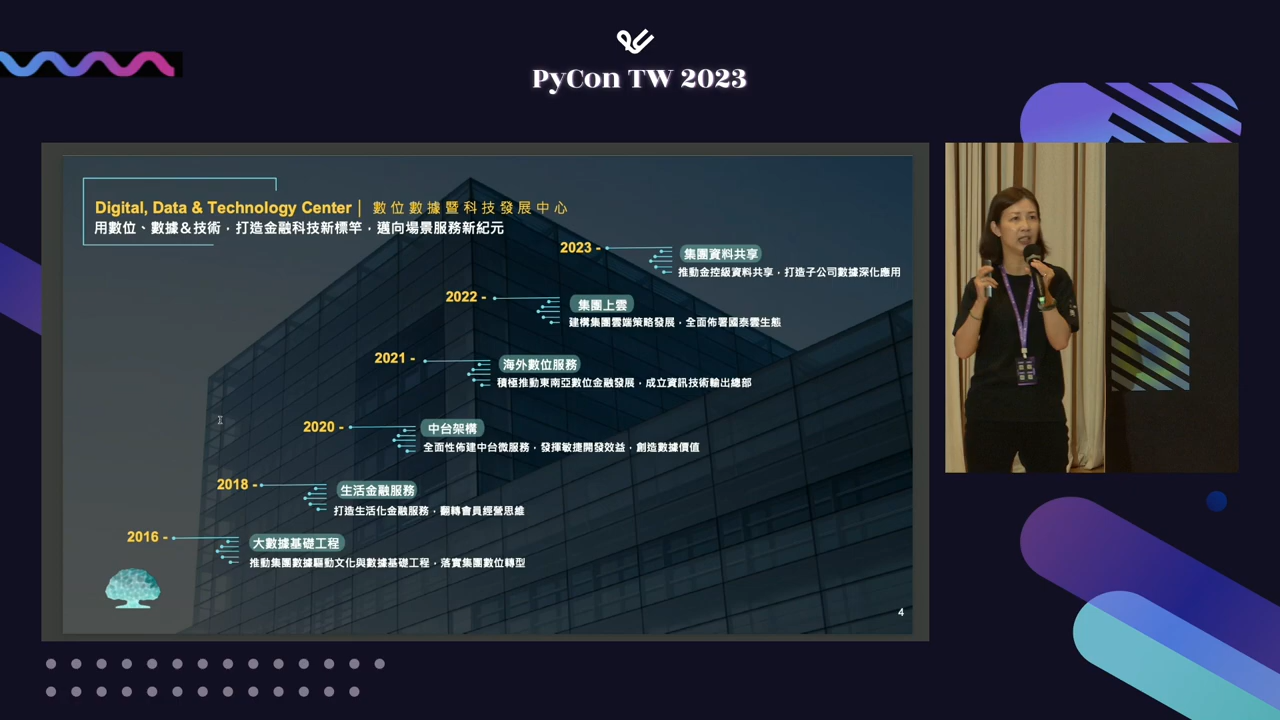 PyCon TW 2023
Digital, Data & Technology Center│ 數位數據暨科技發展中心
用數位、數據&技術，打造金融科技新標竿，邁向場景服務新紀元
2023 -
集團資料共享
推動金控級資料共享，打造子公司數據深化應用
2022 -
集團上雲
建構集團雲端策略發展，全面佈署國泰雲生態
2021 -
海外數位服務
積極推動東南亞數位金融發展，成立資訊技術輸出總部
2020 -
中台架構
全面性佈建中台微服務，發揮敏捷開發效益，創造數據價值
2018 -
生活金融服務
打造生活化金融服務，翻轉會員經營思維
2016 -
大數據基礎工程
推動集團數據驅動文化與數據基礎工程，落實集團數位轉型
4